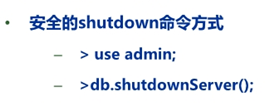 • 安全的shutdown命令方式
– > use admin;
– >db.shutdownServer();